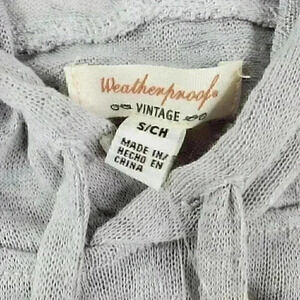 Weatherproof®
VINTAGE
S/CH
MADE IN/
HECHO EN
CHINA